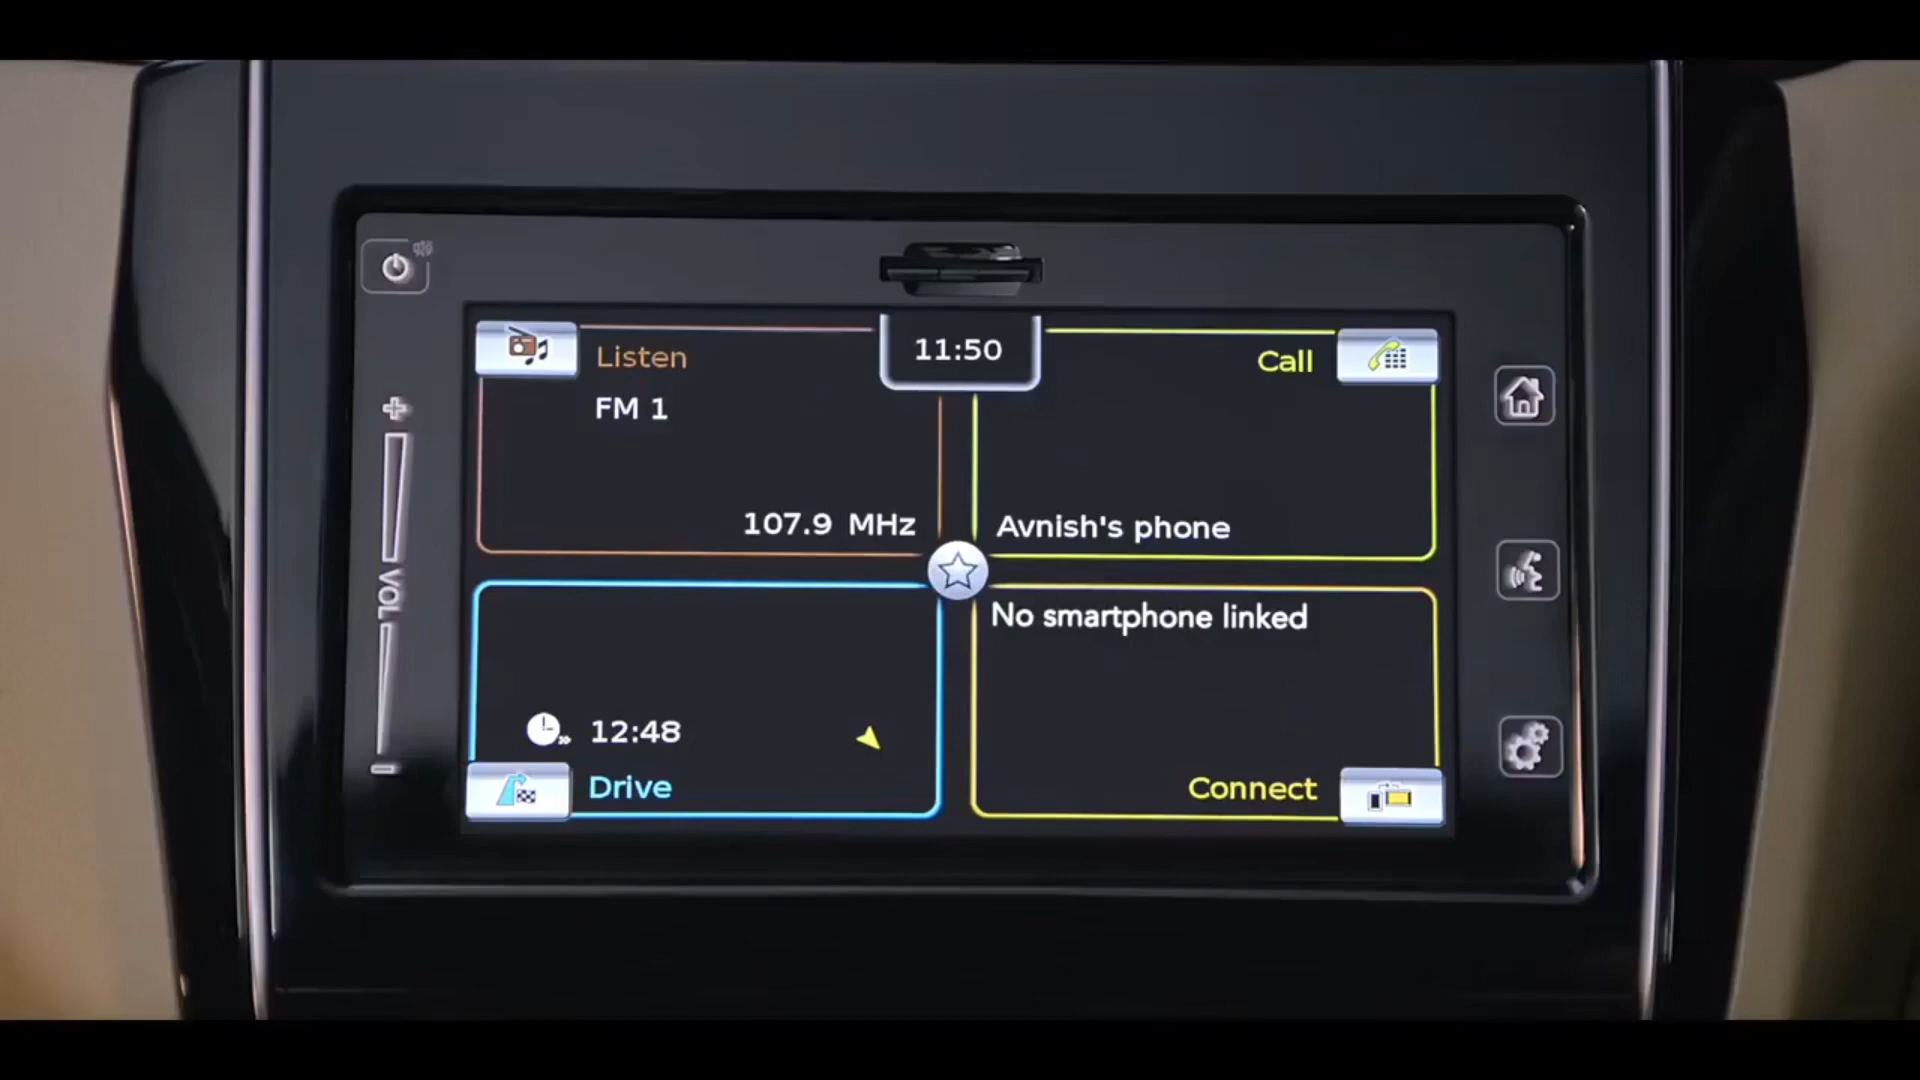 11:50
Listen
FM 1
107.9 MHz
Call
Avnish's phone
VOL
12:48
Drive
No smartphone linked
Connect